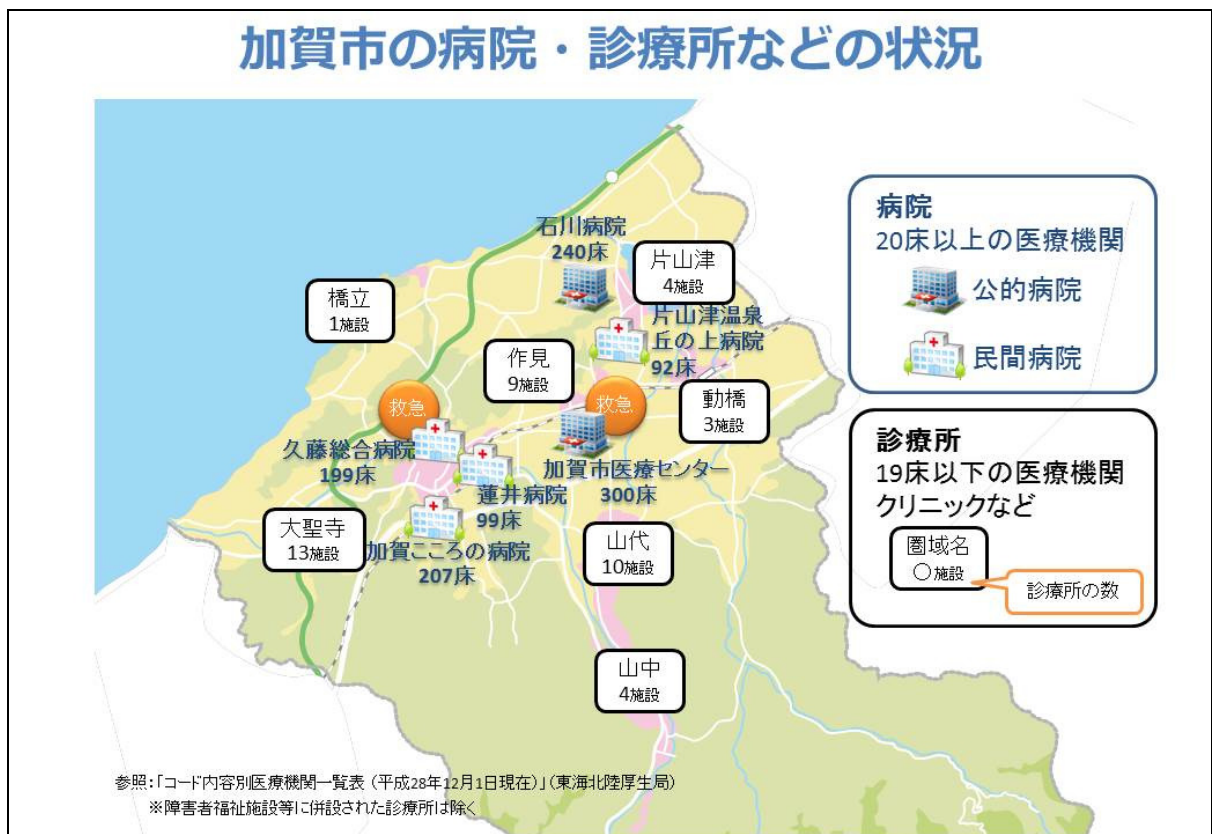 加賀市の病院・診療所などの状況
石川病院
240床
片山津
4施設
橋立
1施設
片山津温泉
丘の上病院
92床
作見
9施設
救急
救急
動橋
3施設
久藤総合病院
199床
加賀市医療センター
300床
蓮井病院
99床
大聖寺
13施設
加賀こころの病院
207床
山代
10施設
山中
4施設
病院
20床以上の医療機関
公的病院
民間病院
診療所
19床以下の医療機関
クリニックなど
圏域名
○施設
診療所の数
参照:「コード内容別医療機関一覧表(平成28年12月1日現在)」(東海北陸厚生局)
※障害者福祉施設等に併設された診療所は除く